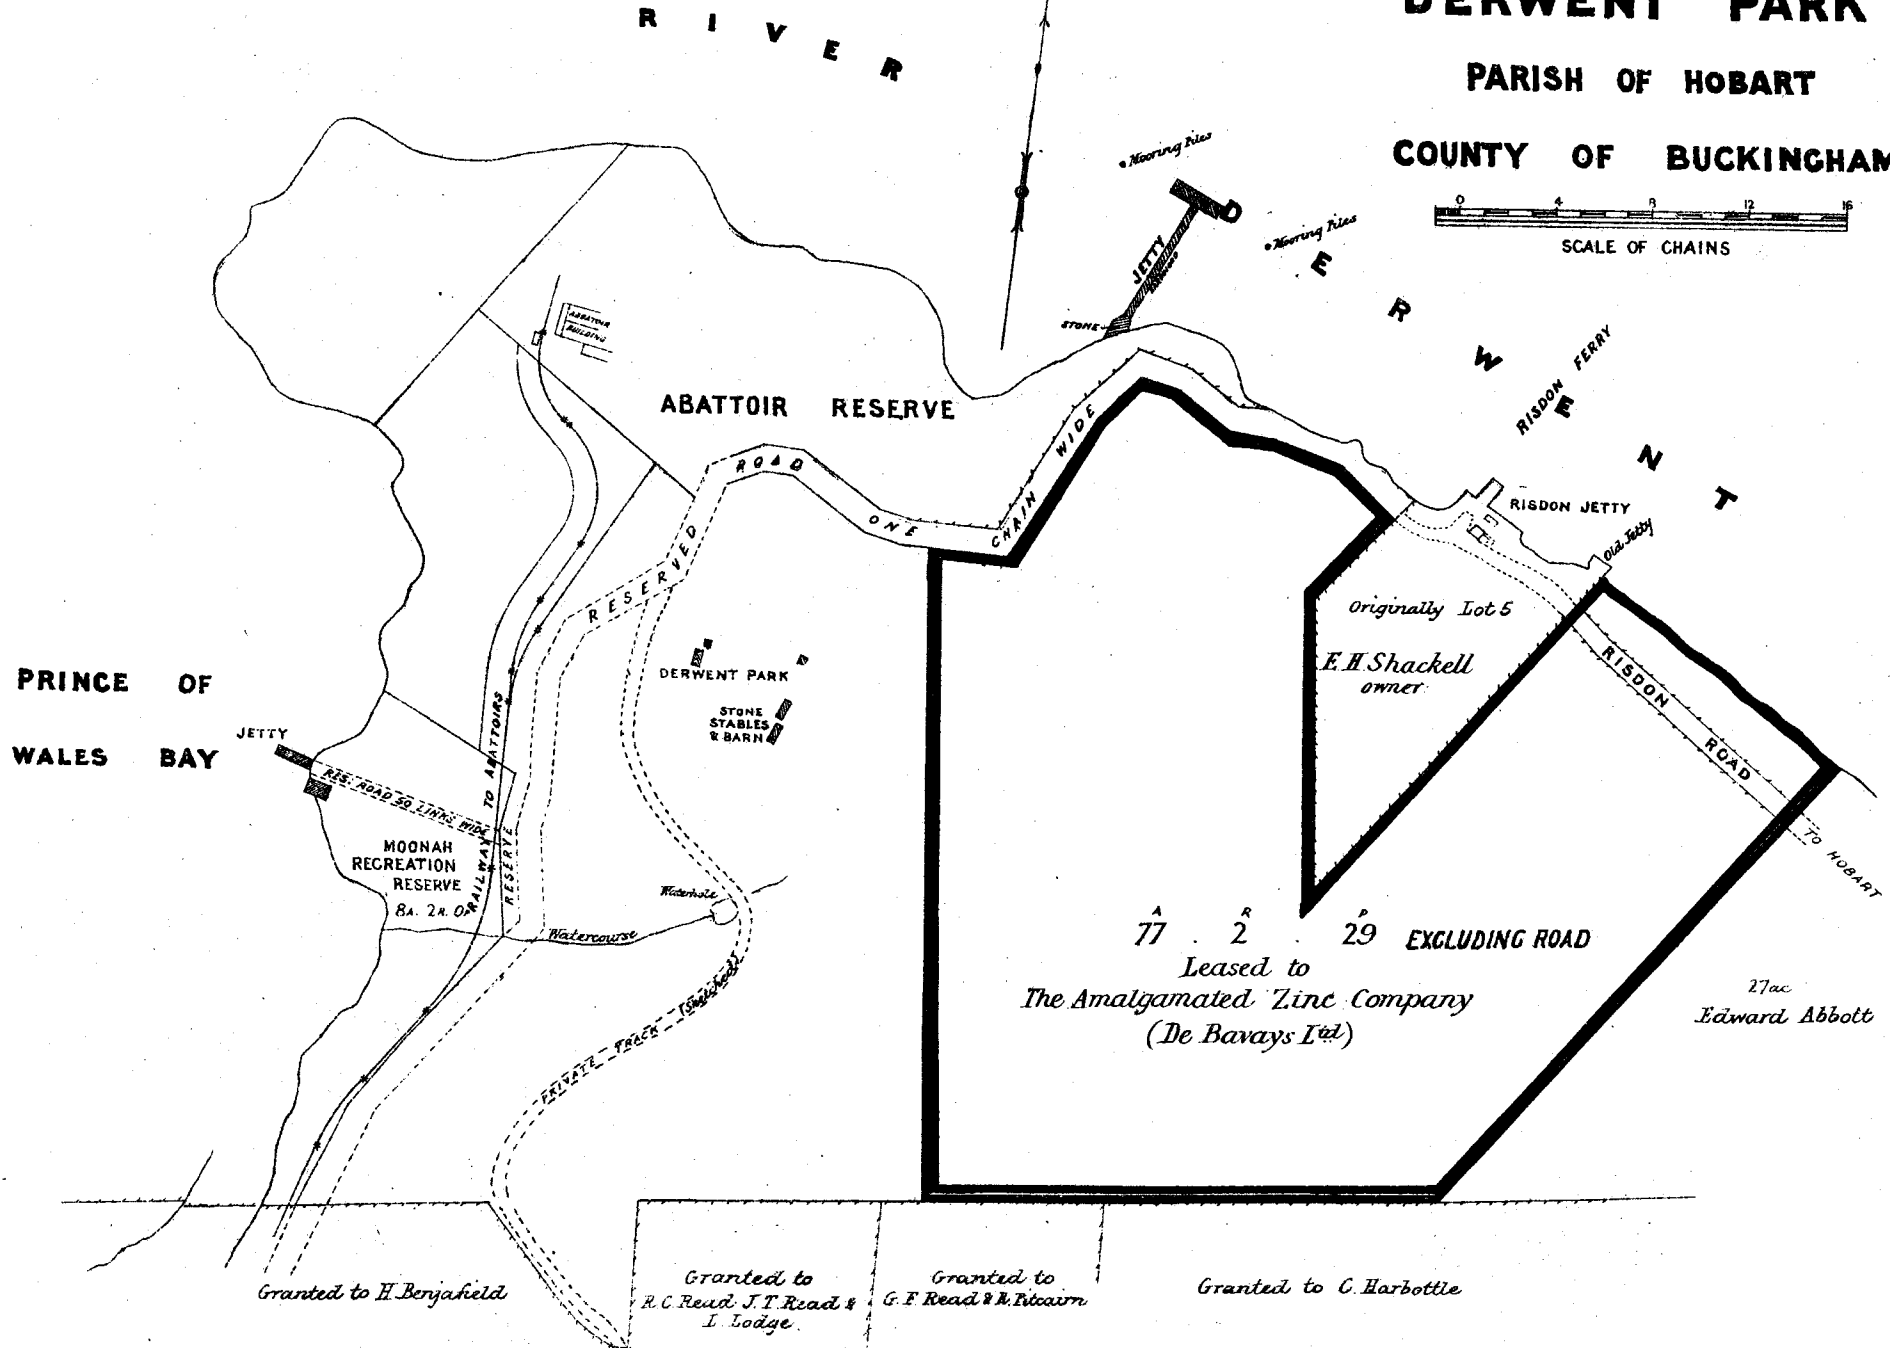 DERWENT PARK
PARISH OF HOBART
COUNTY OF BUCKINGHAM
0 4 8 12 16
SCALE OF CHAINS
RIVER
DERWENT
Mooring Piles
Mooring Piles
JETTY
STONE
RISDON FERRY
ABATTOIR
BUILDING
ABATTOIR RESERVE
RESERVED ROAD ONE CHAIN WIDE
RISDON JETTY
Old Jetty
Originally Lot 5
E.H. Shackell
owner
RISDON ROAD
TO HOBART
DERWENT PARK
STONE
STABLES
& BARN
PRINCE OF
WALES BAY
JETTY
RES. ROAD 50 LINKS WIDE
RAILWAY TO ABATTOIRS
RESERVE
MOONAH
RECREATION
RESERVE
8A. 2R. 0P
Waterhole
Watercourse
PRIVATE TRACK (Sketched)
A R P
77 . 2 . 29 EXCLUDING ROAD
Leased to
The Amalgamated Zinc Company
(De Bavays Ltd)
27ac
Edward Abbott
Granted to H. Benjafield
Granted to
R.C. Read J.T. Read &
I. Lodge.
Granted to
G.F. Read & R. Pitcairn
Granted to C. Harbottle